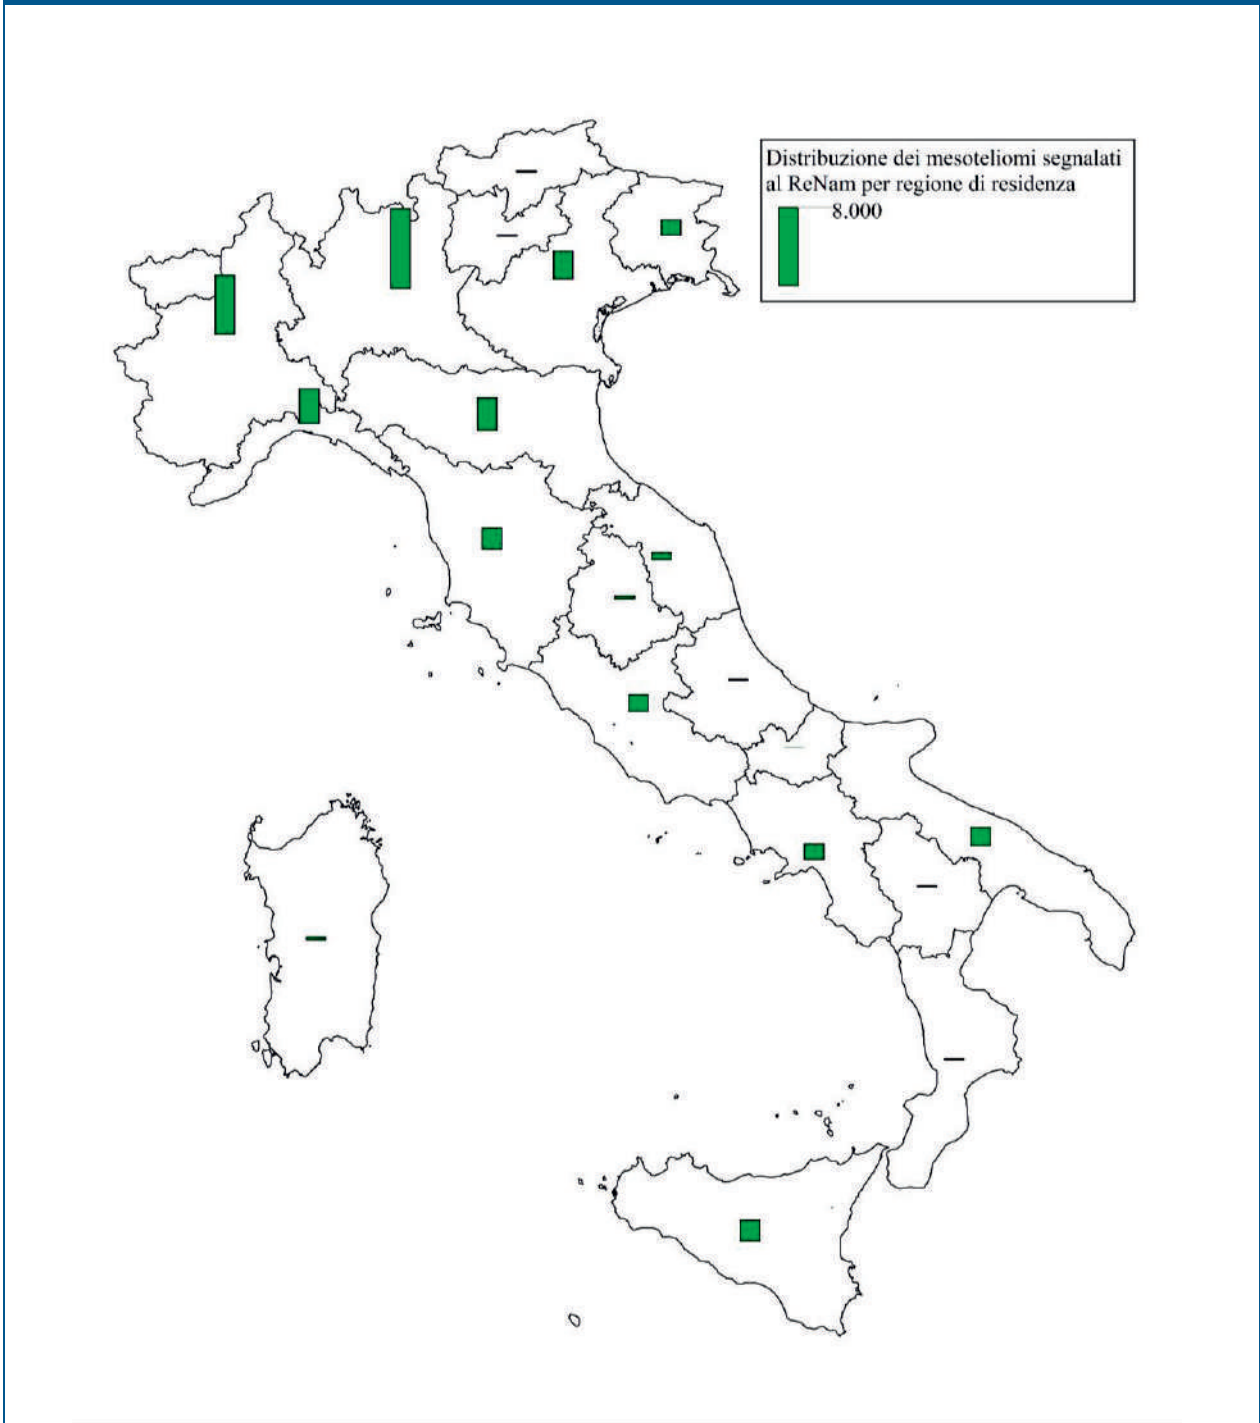 Distribuzione dei mesoteliomi segnalati
al ReNam per regione di residenza
8.000